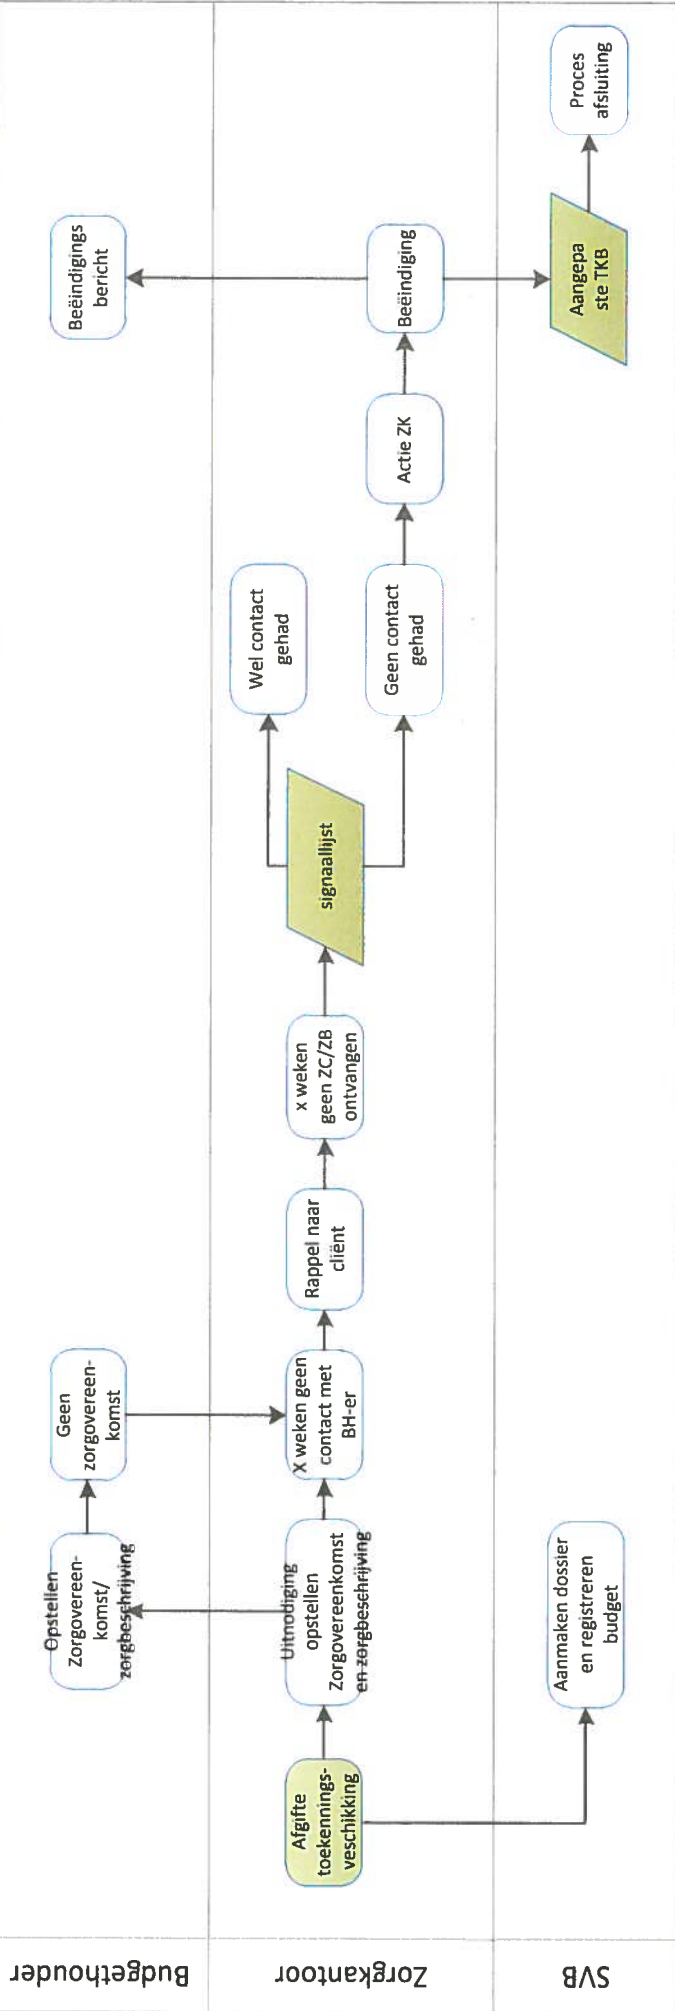 Budgethouder
Opstellen
Zorgovereen-
komst/
zorgbeschrijving
Geen
zorgovereen-
komst
Beëindigings
bericht
Zorgkantoor
Afgifte
toekennings-
veschikking
Uitnodiging
opstellen
Zorgovereenkomst
en zorgbeschrijving
X weken geen
contact met
BH-er
Rappel naar
cliënt
x weken
geen ZC/ZB
ontvangen
signaallijst
Wel contact
gehad
Geen contact
gehad
Actie ZK
Beëindiging
SVB
Aanmaken dossier
en registreren
budget
Aangepa
ste TKB
Proces
afsluiting